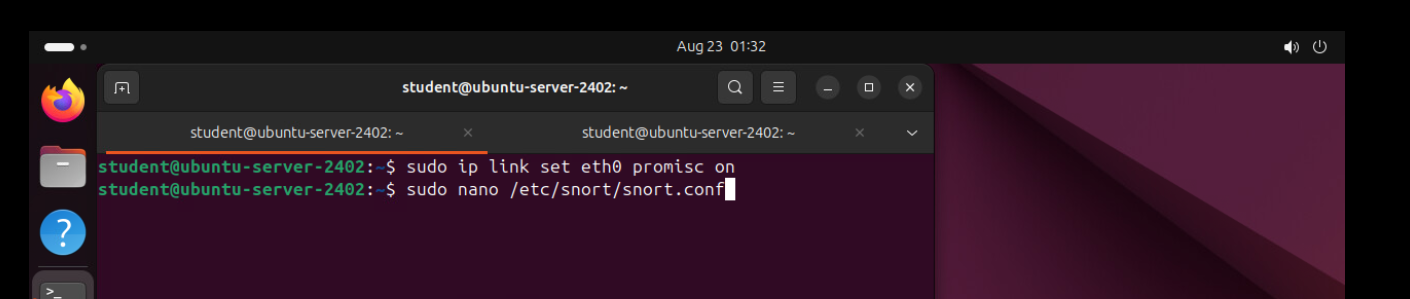 Aug 23 01:32
student@ubuntu-server-2402: ~
student@ubuntu-server-2402: ~ student@ubuntu-server-2402: ~
student@ubuntu-server-2402:~$ sudo ip link set eth0 promisc on
student@ubuntu-server-2402:~$ sudo nano /etc/snort/snort.conf
?
>_